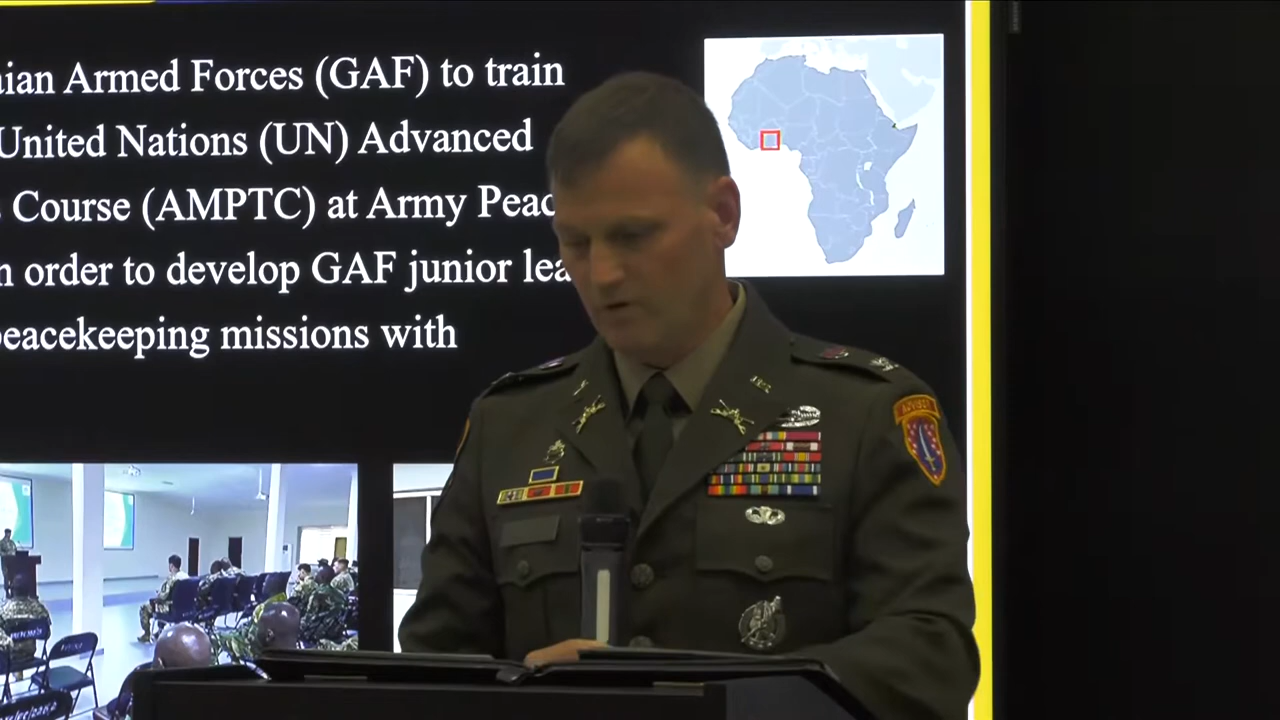 ian Armed Forces (GAF) to train
United Nations (UN) Advanced
s Course (AMPTC) at Army Peac
n order to develop GAF junior lea
peacekeeping missions with